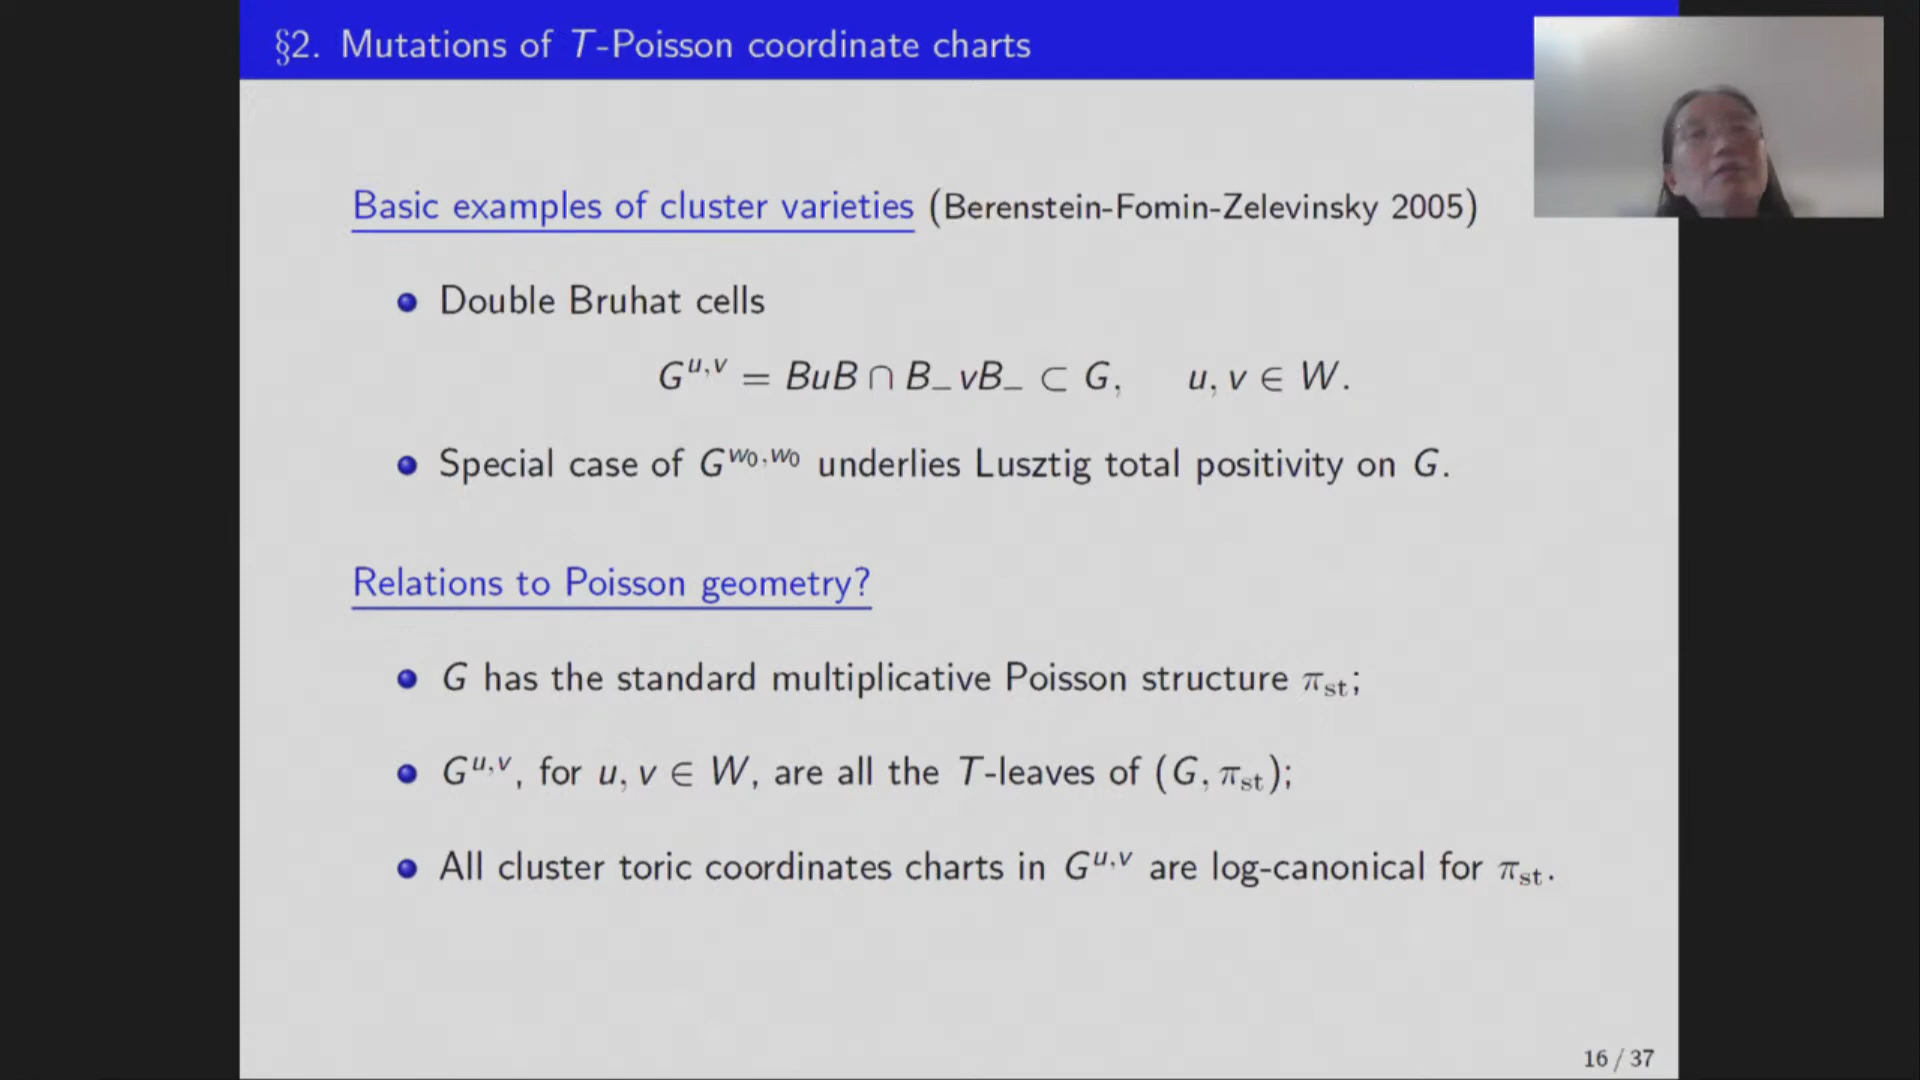 §2. Mutations of T-Poisson coordinate charts
Basic examples of cluster varieties (Berenstein-Fomin-Zelevinsky 2005)
Double Bruhat cells
G^{u,v} = BuB ∩ B_−vB_− ⊂ G, u, v ∈ W.
Special case of G^{w_0,w_0} underlies Lusztig total positivity on G.
Relations to Poisson geometry?
G has the standard multiplicative Poisson structure π_st;
G^{u,v}, for u, v ∈ W, are all the T-leaves of (G, π_st);
All cluster toric coordinates charts in G^{u,v} are log-canonical for π_st.
16 / 37